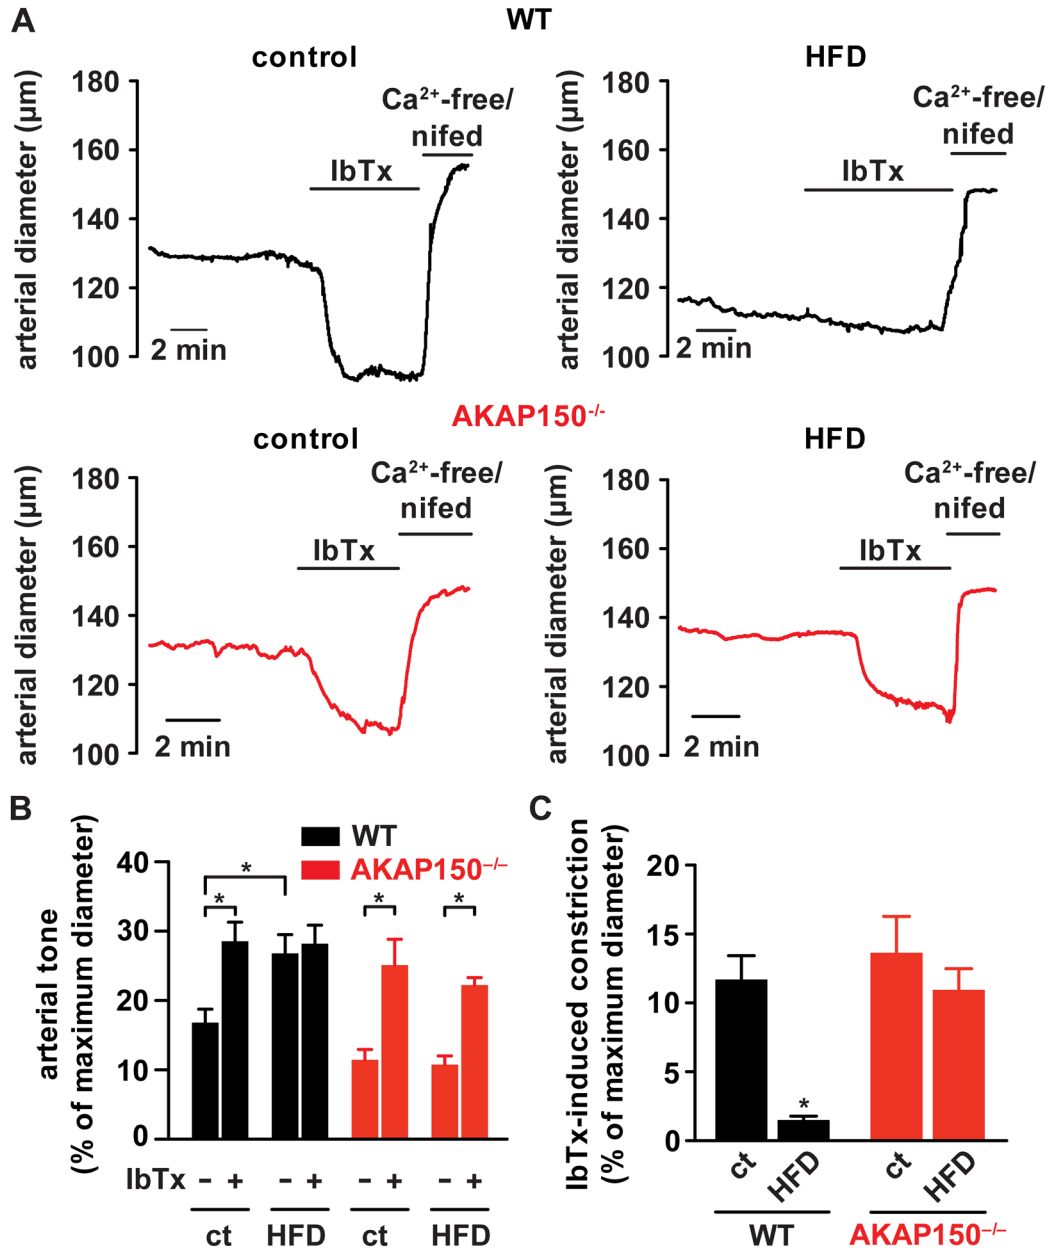 A
WT
control
HFD
arterial diameter (µm)
180
160
140
120
100
IbTx
Ca²⁺-free/
nifed
2 min
arterial diameter (µm)
180
160
140
120
100
IbTx
Ca²⁺-free/
nifed
2 min
AKAP150-/-
control
HFD
arterial diameter (µm)
180
160
140
120
100
IbTx
Ca²⁺-free/
nifed
2 min
arterial diameter (µm)
180
160
140
120
100
IbTx
Ca²⁺-free/
nifed
2 min
B
WT
AKAP150–/–
arterial tone
(% of maximum diameter)
40
30
20
10
0
* * * *
IbTx – + – + – + – +
ct HFD ct HFD
C
IbTx-induced constriction
(% of maximum diameter)
20
15
10
5
0
*
ct HFD ct HFD
WT AKAP150–/–